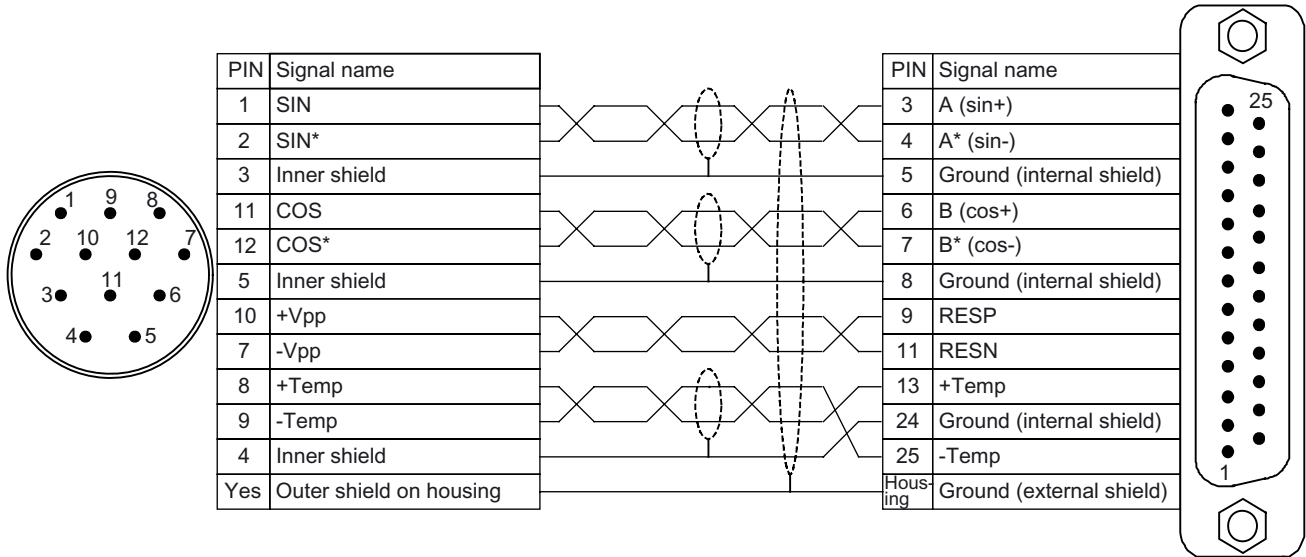 PIN Signal name
1 SIN
2 SIN*
3 Inner shield
11 COS
12 COS*
5 Inner shield
10 +Vpp
7 -Vpp
8 +Temp
9 -Temp
4 Inner shield
Yes Outer shield on housing
PIN Signal name
3 A (sin+)
4 A* (sin-)
5 Ground (internal shield)
6 B (cos+)
7 B* (cos-)
8 Ground (internal shield)
9 RESP
11 RESN
13 +Temp
24 Ground (internal shield)
25 -Temp
Hous-
ing Ground (external shield)
1 9 8
2 10 12 7
3 11 6
4 5
25
1